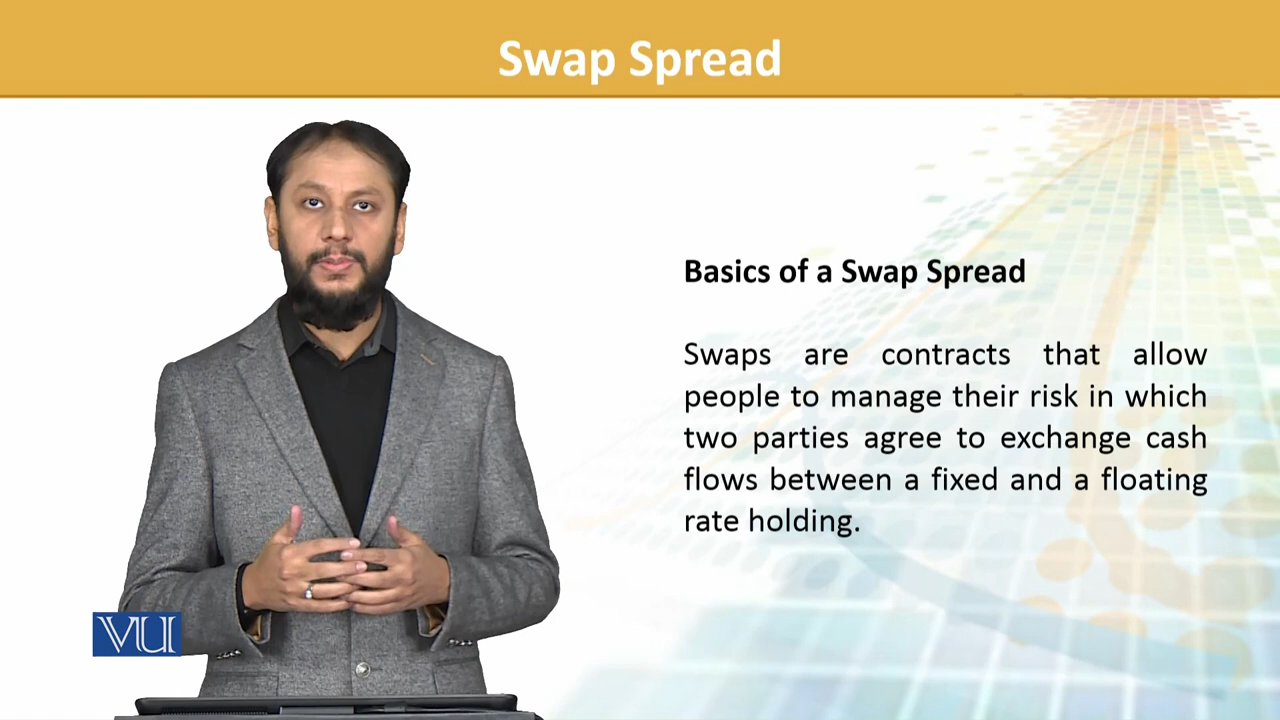 Swap Spread
Basics of a Swap Spread
Swaps are contracts that allow
people to manage their risk in which
two parties agree to exchange cash
flows between a fixed and a floating
rate holding.
VU